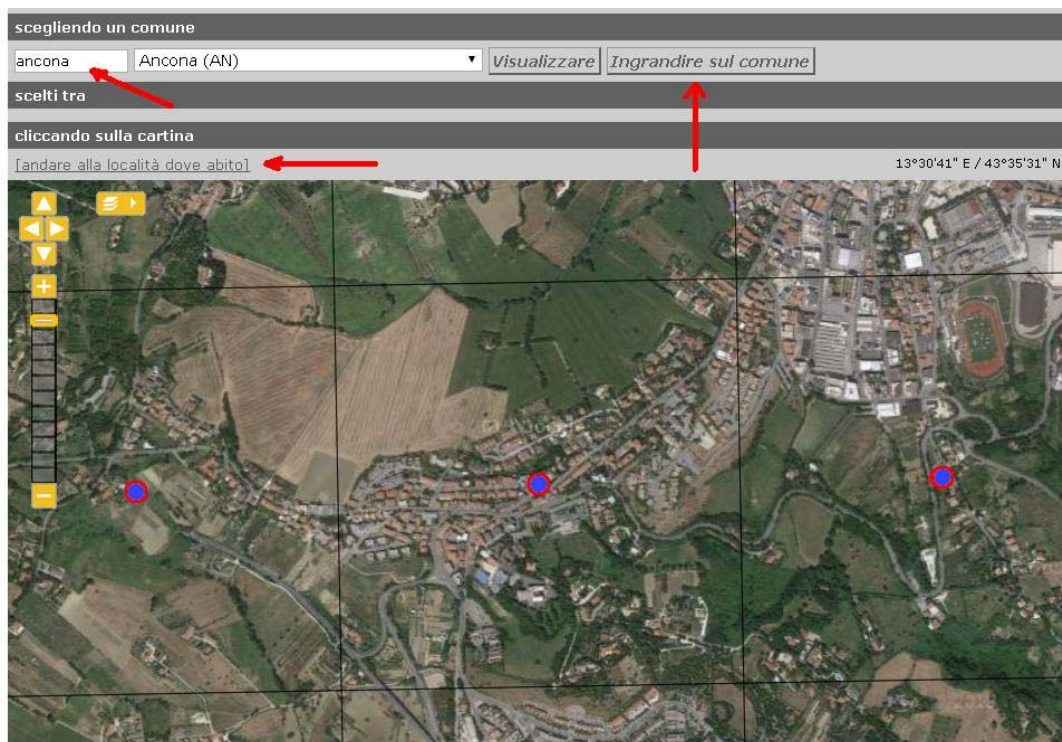 scegliendo un comune
ancona Ancona (AN) Visualizzare Ingrandire sul comune
scelti tra
cliccando sulla cartina
[andare alla località dove abito] 13°30'41" E / 43°35'31" N